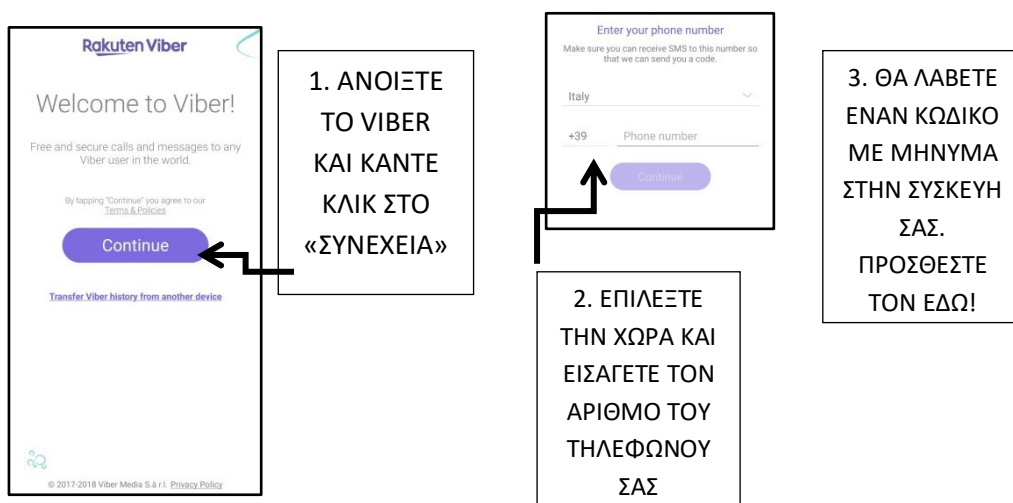 Rakuten Viber
Welcome to Viber!
Free and secure calls and messages to any
Viber user in the world.
By tapping "Continue" you agree to our
Terms & Policies
Continue
Transfer Viber history from another device
© 2017-2018 Viber Media S.à r.l. Privacy Policy
1. ΑΝΟΙΞΤΕ
ΤΟ VIBER
ΚΑΙ ΚΑΝΤΕ
ΚΛΙΚ ΣΤΟ
«ΣΥΝΕΧΕΙΑ»
Enter your phone number
Make sure you can receive SMS to this number so
that we can send you a code.
Italy
+39 Phone number
Continue
2. ΕΠΙΛΕΞΤΕ
ΤΗΝ ΧΩΡΑ ΚΑΙ
ΕΙΣΑΓΕΤΕ ΤΟΝ
ΑΡΙΘΜΟ ΤΟΥ
ΤΗΛΕΦΩΝΟΥ
ΣΑΣ
3. ΘΑ ΛΑΒΕΤΕ
ΕΝΑΝ ΚΩΔΙΚΟ
ΜΕ ΜΗΝΥΜΑ
ΣΤΗΝ ΣΥΣΚΕΥΗ
ΣΑΣ.
ΠΡΟΣΘΕΣΤΕ
ΤΟΝ ΕΔΩ!